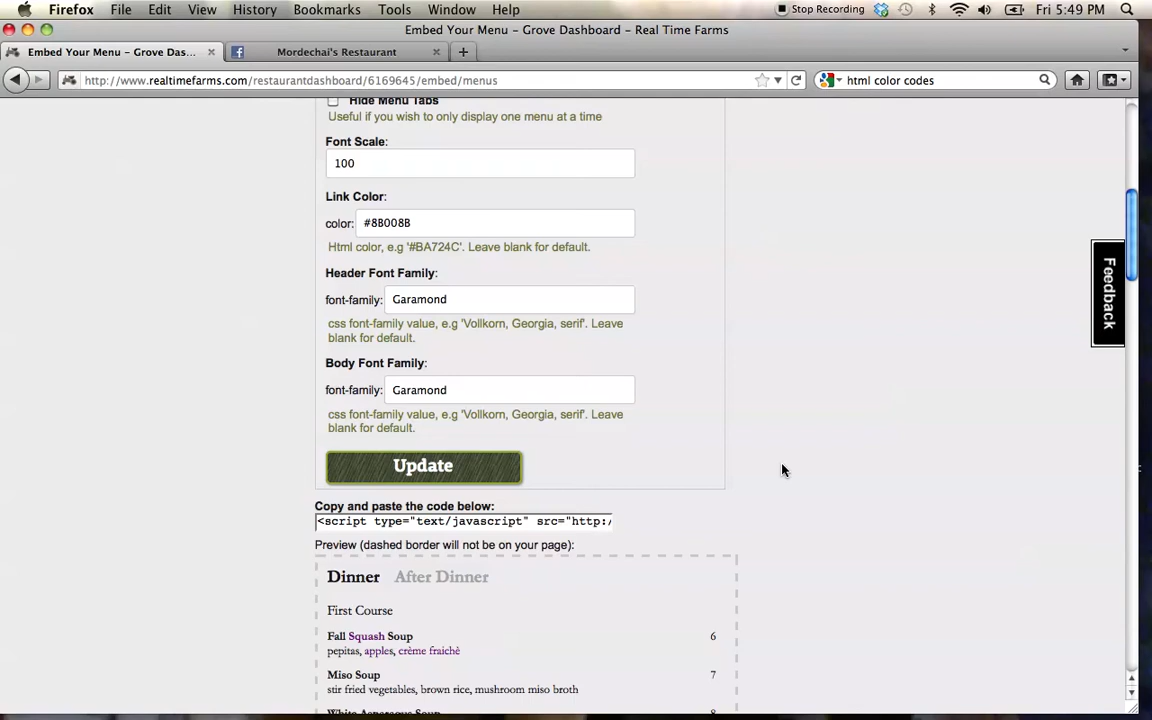 Firefox File Edit View History Bookmarks Tools Window Help Stop Recording Fri 5:49 PM
Embed Your Menu – Grove Dashboard – Real Time Farms
Embed Your Menu – Grove Das... Mordechai's Restaurant
http://www.realtimefarms.com/restaurantdashboard/6169645/embed/menus html color codes
Hide Menu Tabs
Useful if you wish to only display one menu at a time
Font Scale:
100
Link Color:
color: #8B008B
Html color, e.g '#BA724C'. Leave blank for default.
Header Font Family:
font-family: Garamond
css font-family value, e.g 'Vollkorn, Georgia, serif'. Leave
blank for default.
Body Font Family:
font-family: Garamond
css font-family value, e.g 'Vollkorn, Georgia, serif'. Leave
blank for default.
Update
Copy and paste the code below:
<script type="text/javascript" src="http:/
Preview (dashed border will not be on your page):
Dinner After Dinner
First Course
Fall Squash Soup 6
pepitas, apples, crème fraichè
Miso Soup 7
stir fried vegetables, brown rice, mushroom miso broth
White Asparagus Soup 8
Feedback